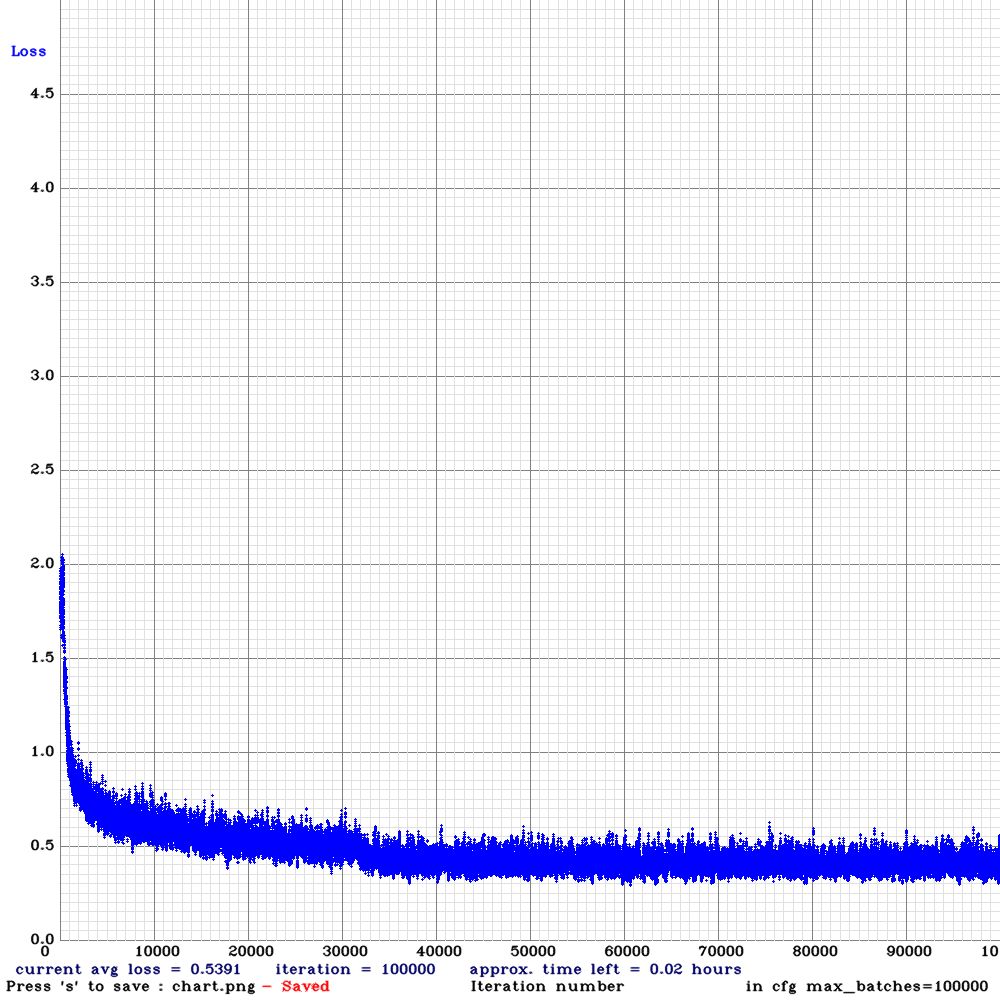 Loss
4.5
4.0
3.5
3.0
2.5
2.0
1.5
1.0
0.5
0.0
0 10000 20000 30000 40000 50000 60000 70000 80000 90000 10
current avg loss = 0.5391 iteration = 100000 approx. time left = 0.02 hours
Press 's' to save : chart.png - Saved Iteration number in cfg max_batches=100000